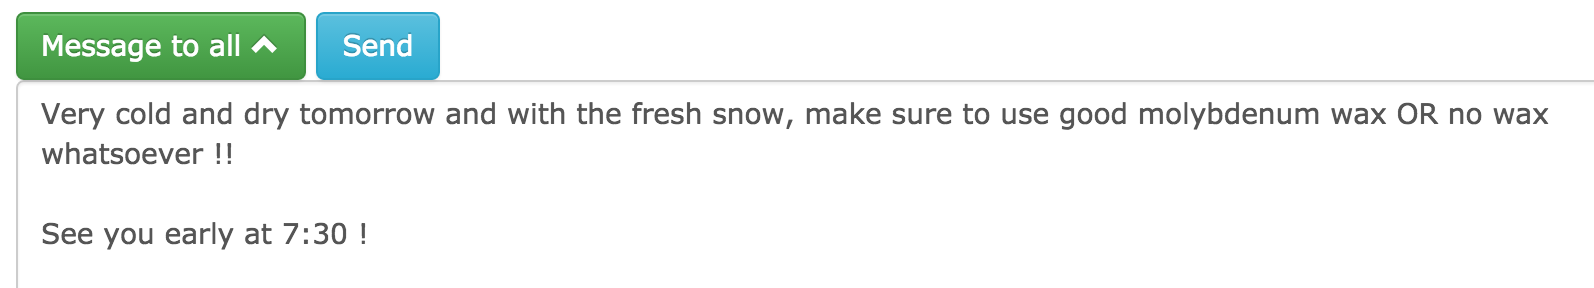 Message to all
Send
Very cold and dry tomorrow and with the fresh snow, make sure to use good molybdenum wax OR no wax
whatsoever !!
See you early at 7:30 !